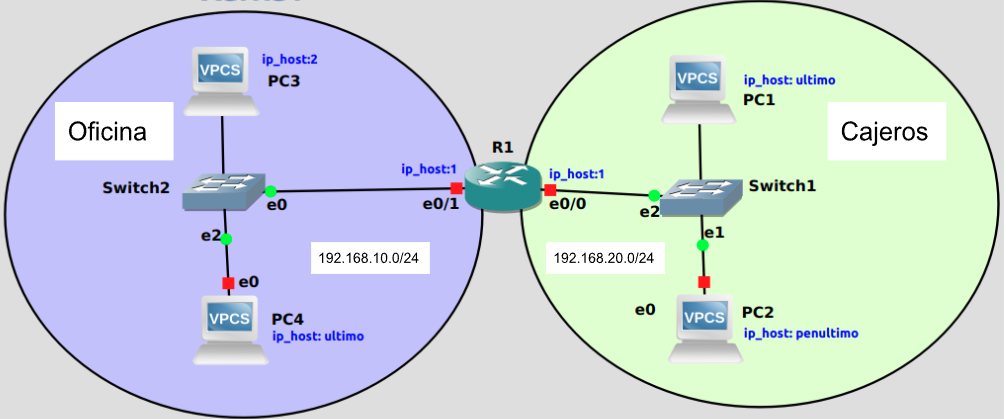 VPCS
ip_host:2
PC3
Oficina
Switch2
e0
e2
e0
VPCS
PC4
ip_host: ultimo
192.168.10.0/24
ip_host:1
e0/1
R1
ip_host:1
e0/0
192.168.20.0/24
VPCS
ip_host: ultimo
PC1
Cajeros
Switch1
e2
e1
e0
VPCS
PC2
ip_host: penultimo